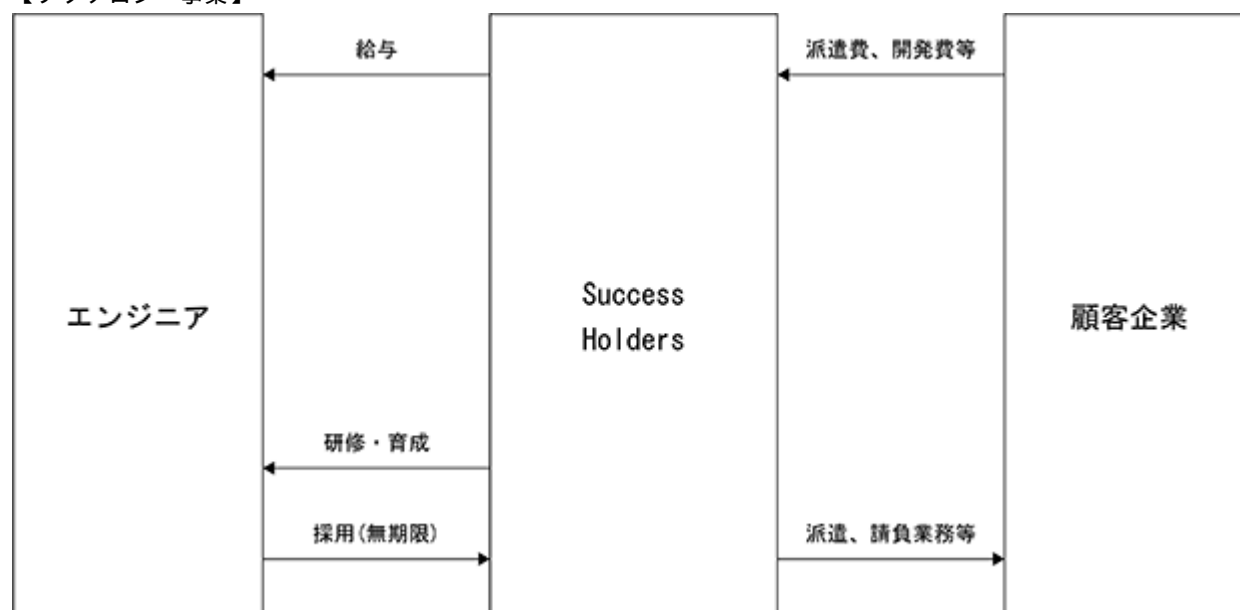 給与
派遣費、開発費等
エンジニア
Success
Holders
顧客企業
研修・育成
採用(無期限)
派遣、請負業務等